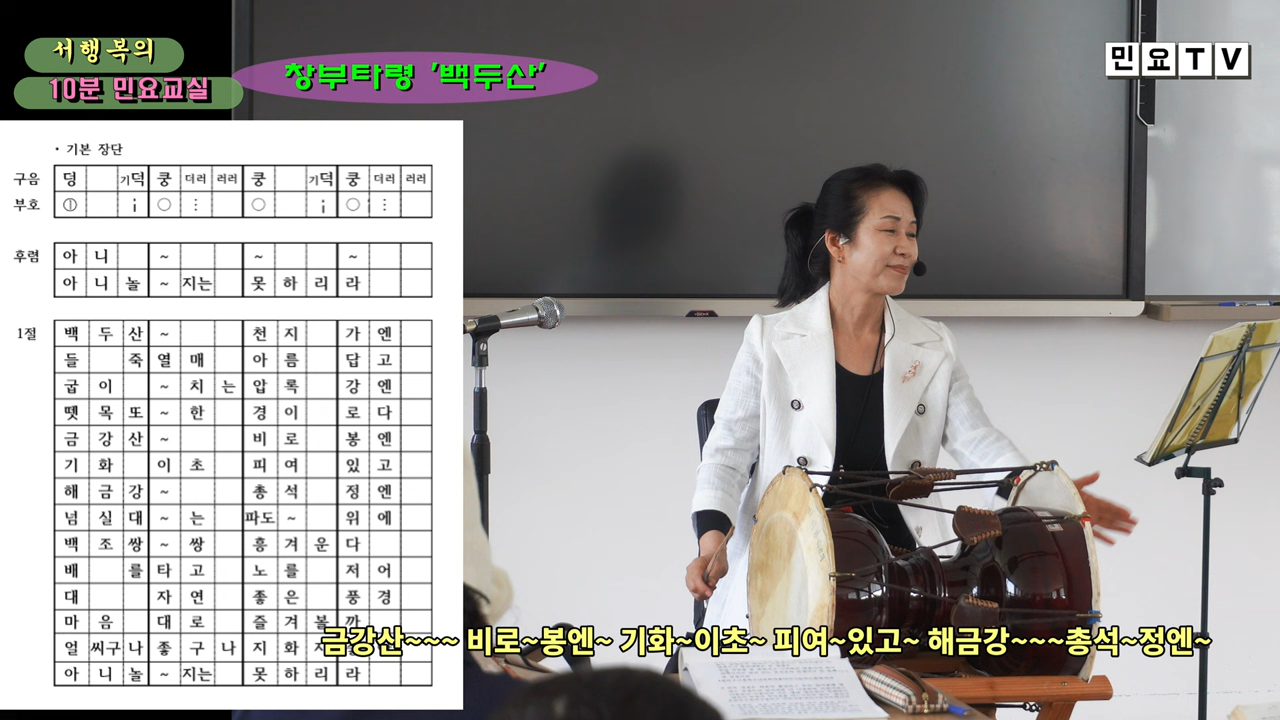 서행복의
10분 민요교실
창부타령 '백두산'
민요TV
· 기본 장단
구음 덩 기덕 쿵 더러 러러 쿵 기덕 쿵 더러 러러
부호 ① ¡ ○ ⋮ ○ ¡ ○ ⋮
후렴 아 니 ~ ~ ~
아 니 놀 ~ 지는 못 하 리 라
1절 백 두 산 ~ 천 지 가 엔
들 죽 열 매 아 름 답 고
굽 이 ~ 치 는 압 록 강 엔
뗏 목 또 ~ 한 경 이 로 다
금 강 산 ~ 비 로 봉 엔
기 화 이 초 피 여 있 고
해 금 강 ~ 총 석 정 엔
넘 실 대 ~ 는 파도 ~ 위 에
백 조 쌍 ~ 쌍 흥 겨 운 다
배 를 타 고 노 를 저 어
대 자 연 좋 은 풍 경
마 음 대 로 즐 겨 볼 까
얼 씨구 나 좋 구 나 지 화
아 니 놀 ~ 지는 못 하 리 라
금강산~~~ 비로~봉엔~ 기화~이초~ 피여~있고~ 해금강~~~총석~정엔~